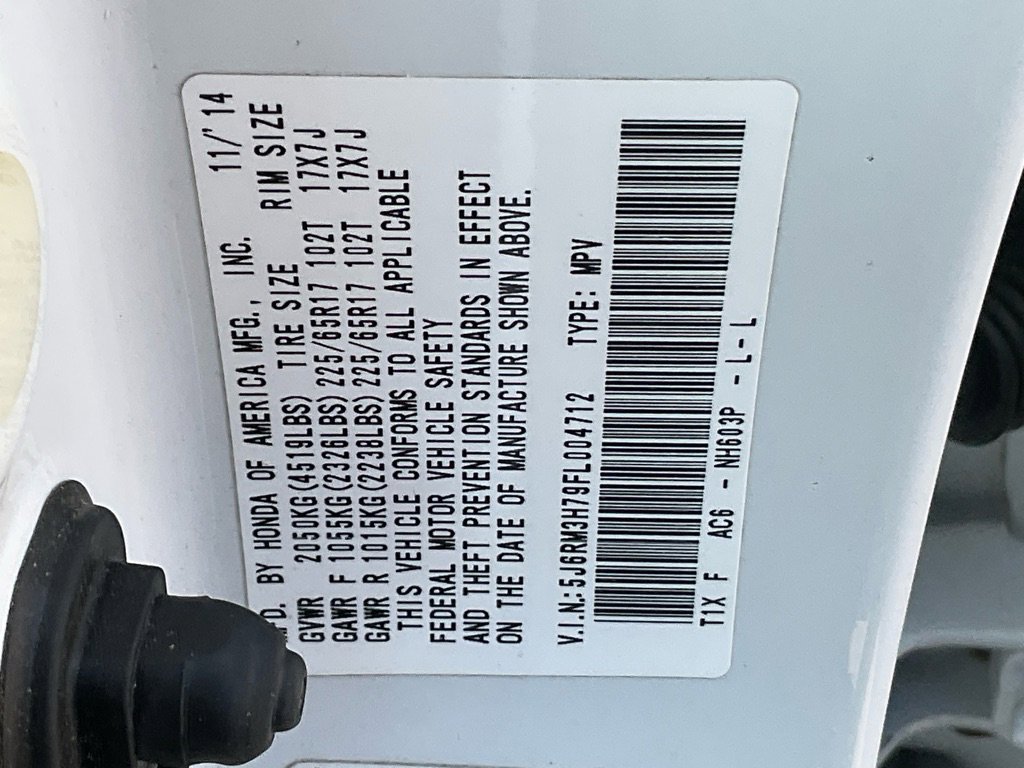 BY HONDA OF AMERICA MFG., INC. 11/'14
GVWR 2050KG(4519LBS) TIRE SIZE RIM SIZE
GAWR F 1055KG(2326LBS)225/65R17 102T 17X7J
GAWR R 1015KG(2238LBS)225/65R17 102T 17X7J
THIS VEHICLE CONFORMS TO ALL APPLICABLE
FEDERAL MOTOR VEHICLE SAFETY
AND THEFT PREVENTION STANDARDS IN EFFECT
ON THE DATE OF MANUFACTURE SHOWN ABOVE.
V.I.N.:5J6RM3H79FL004712 TYPE: MPV
T1X F AC6 - NH603P - L-L